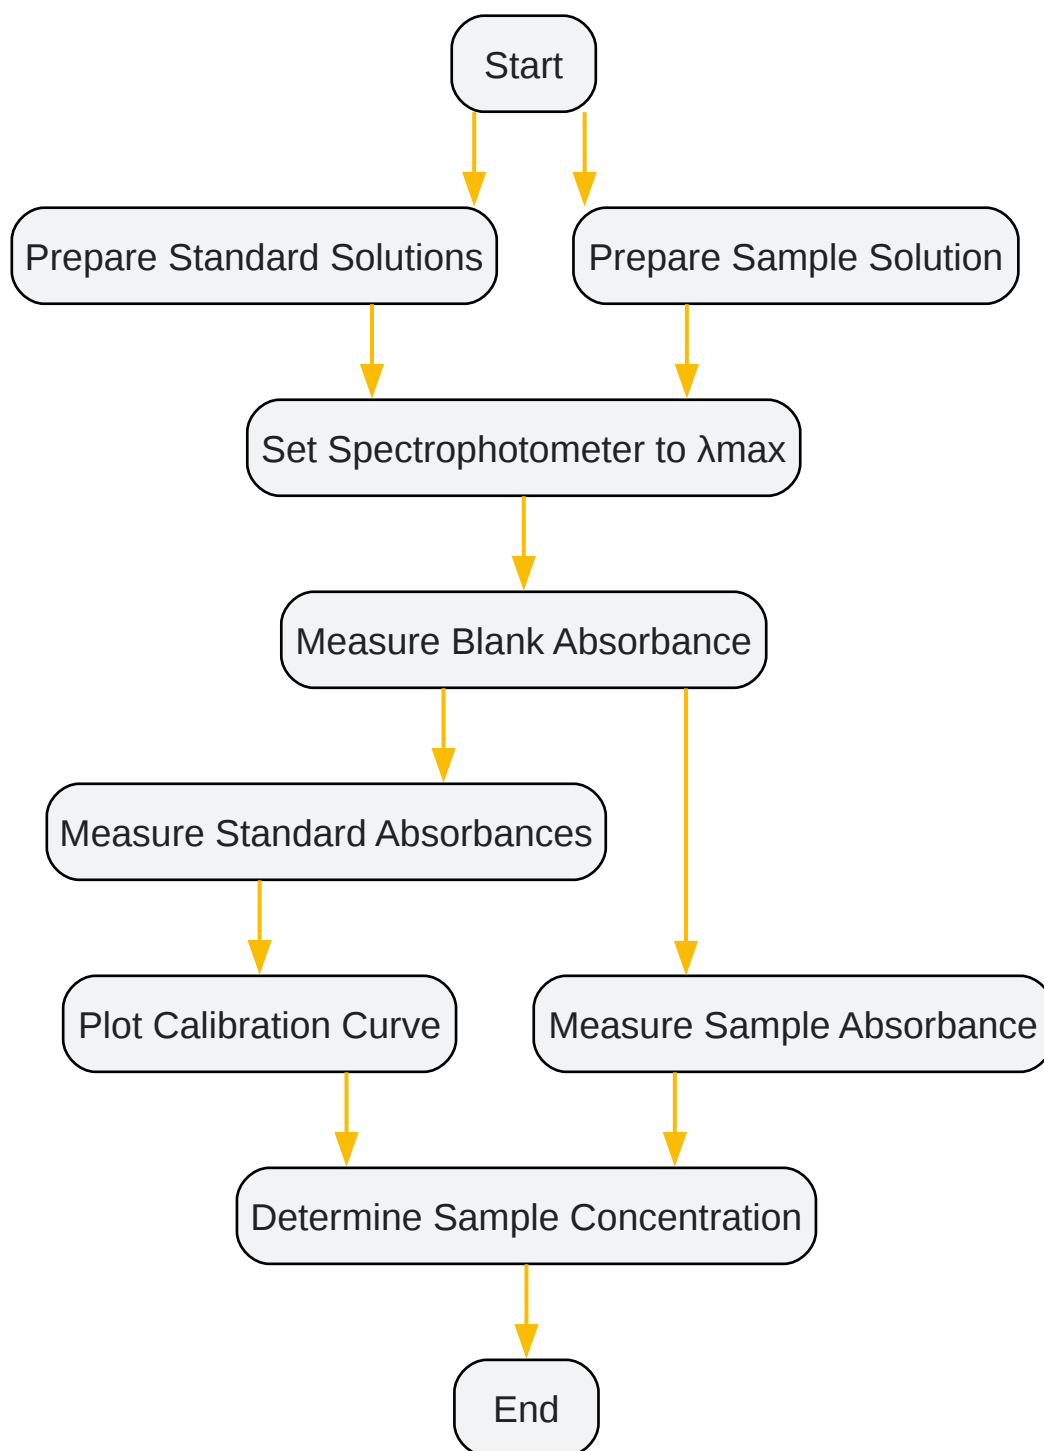 Start
Prepare Standard Solutions
Prepare Sample Solution
Set Spectrophotometer to λmax
Measure Blank Absorbance
Measure Standard Absorbances
Plot Calibration Curve
Measure Sample Absorbance
Determine Sample Concentration
End